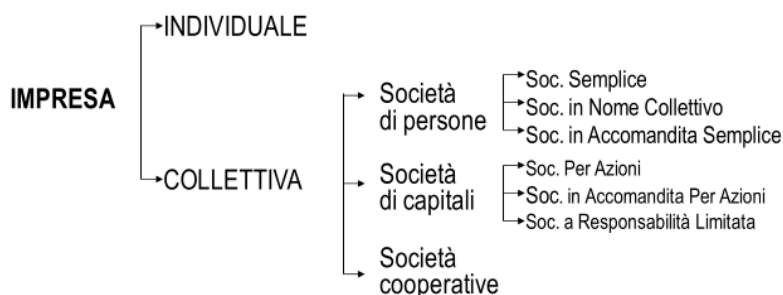 INDIVIDUALE
IMPRESA
COLLETTIVA
Società
di persone
Soc. Semplice
Soc. in Nome Collettivo
Soc. in Accomandita Semplice
Società
di capitali
Soc. Per Azioni
Soc. in Accomandita Per Azioni
Soc. a Responsabilità Limitata
Società
cooperative